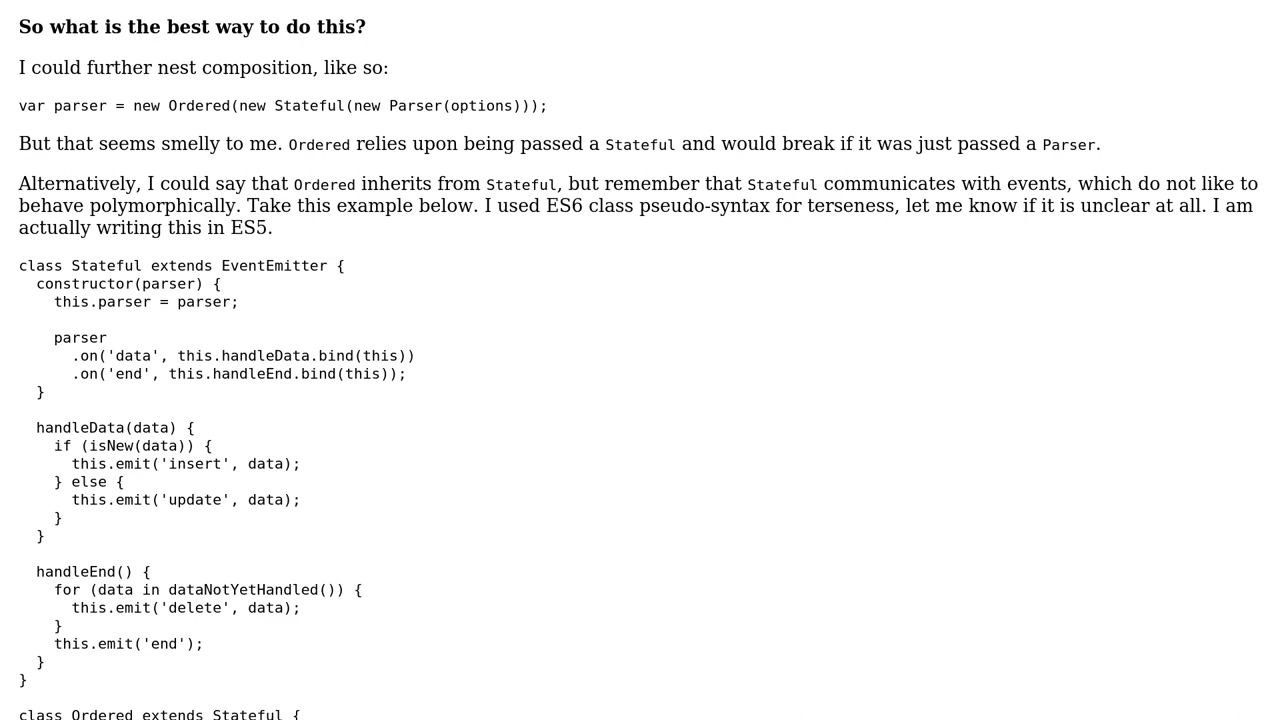 So what is the best way to do this?
I could further nest composition, like so:
var parser = new Ordered(new Stateful(new Parser(options)));
But that seems smelly to me. Ordered relies upon being passed a Stateful and would break if it was just passed a Parser.
Alternatively, I could say that Ordered inherits from Stateful, but remember that Stateful communicates with events, which do not like to
behave polymorphically. Take this example below. I used ES6 class pseudo-syntax for terseness, let me know if it is unclear at all. I am
actually writing this in ES5.
class Stateful extends EventEmitter {
  constructor(parser) {
    this.parser = parser;

    parser
      .on('data', this.handleData.bind(this))
      .on('end', this.handleEnd.bind(this));
  }

  handleData(data) {
    if (isNew(data)) {
      this.emit('insert', data);
    } else {
      this.emit('update', data);
    }
  }

  handleEnd() {
    for (data in dataNotYetHandled()) {
      this.emit('delete', data);
    }
    this.emit('end');
  }
}

class Ordered extends Stateful {